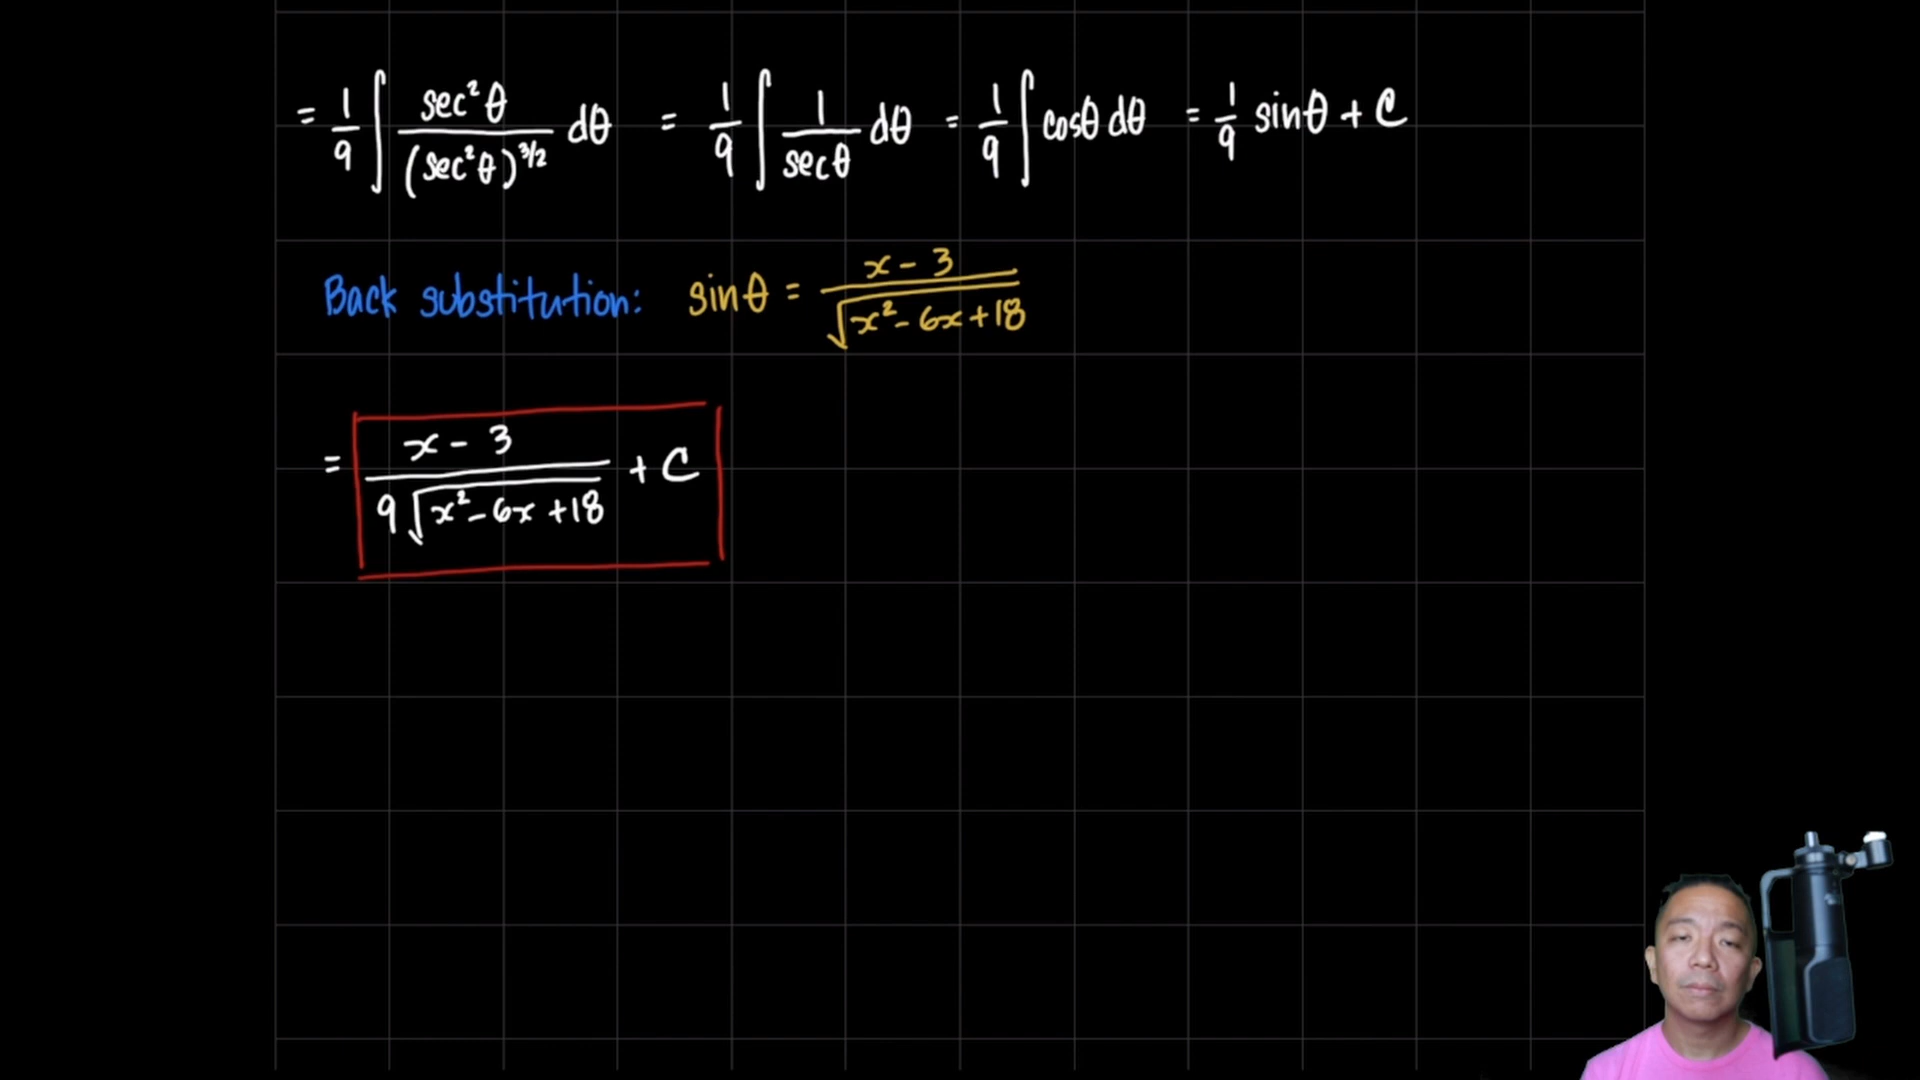 = 1/9 ∫ sec²θ/(sec²θ)^3/2 dθ = 1/9 ∫ 1/secθ dθ = 1/9 ∫ cosθ dθ = 1/9 sinθ + C
Back substitution: sinθ = x - 3/√x² - 6x + 18
= x - 3/9√x² - 6x + 18 + C